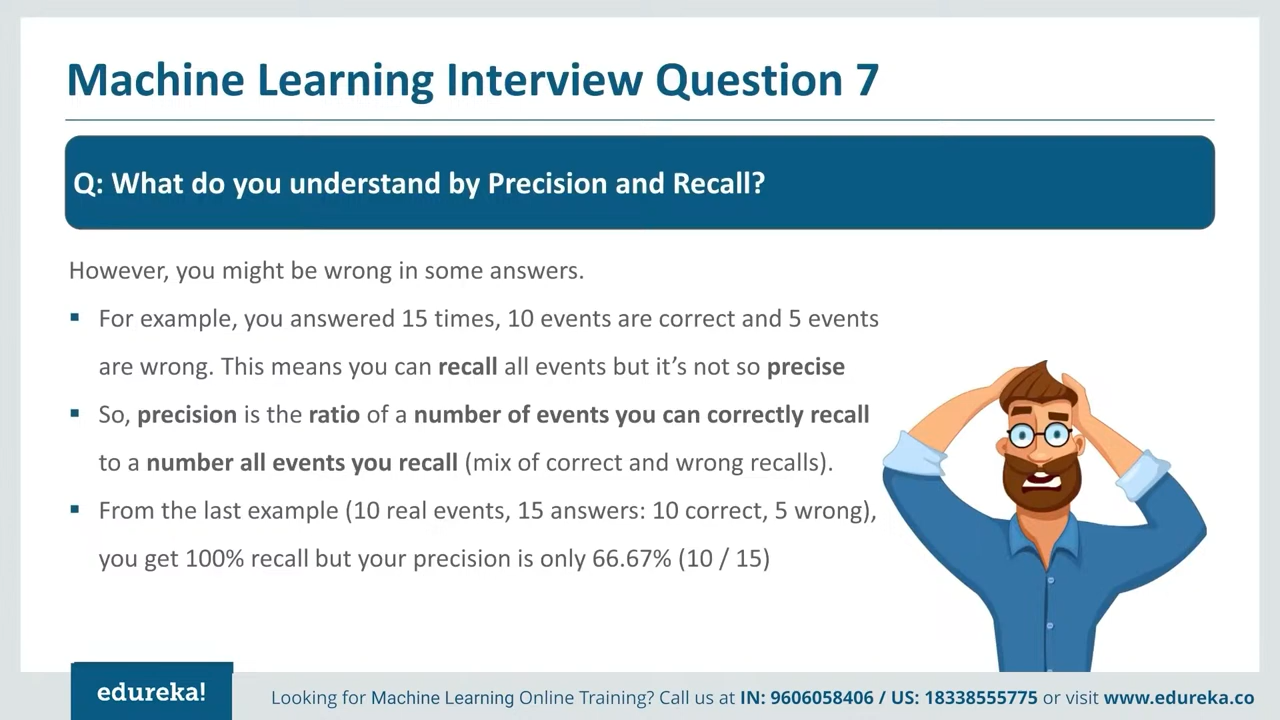 Machine Learning Interview Question 7
Q: What do you understand by Precision and Recall?
However, you might be wrong in some answers.
▪ For example, you answered 15 times, 10 events are correct and 5 events
are wrong. This means you can recall all events but it’s not so precise
▪ So, precision is the ratio of a number of events you can correctly recall
to a number all events you recall (mix of correct and wrong recalls).
▪ From the last example (10 real events, 15 answers: 10 correct, 5 wrong),
you get 100% recall but your precision is only 66.67% (10 / 15)
edureka!
Looking for Machine Learning Online Training? Call us at IN: 9606058406 / US: 18338555775 or visit www.edureka.co